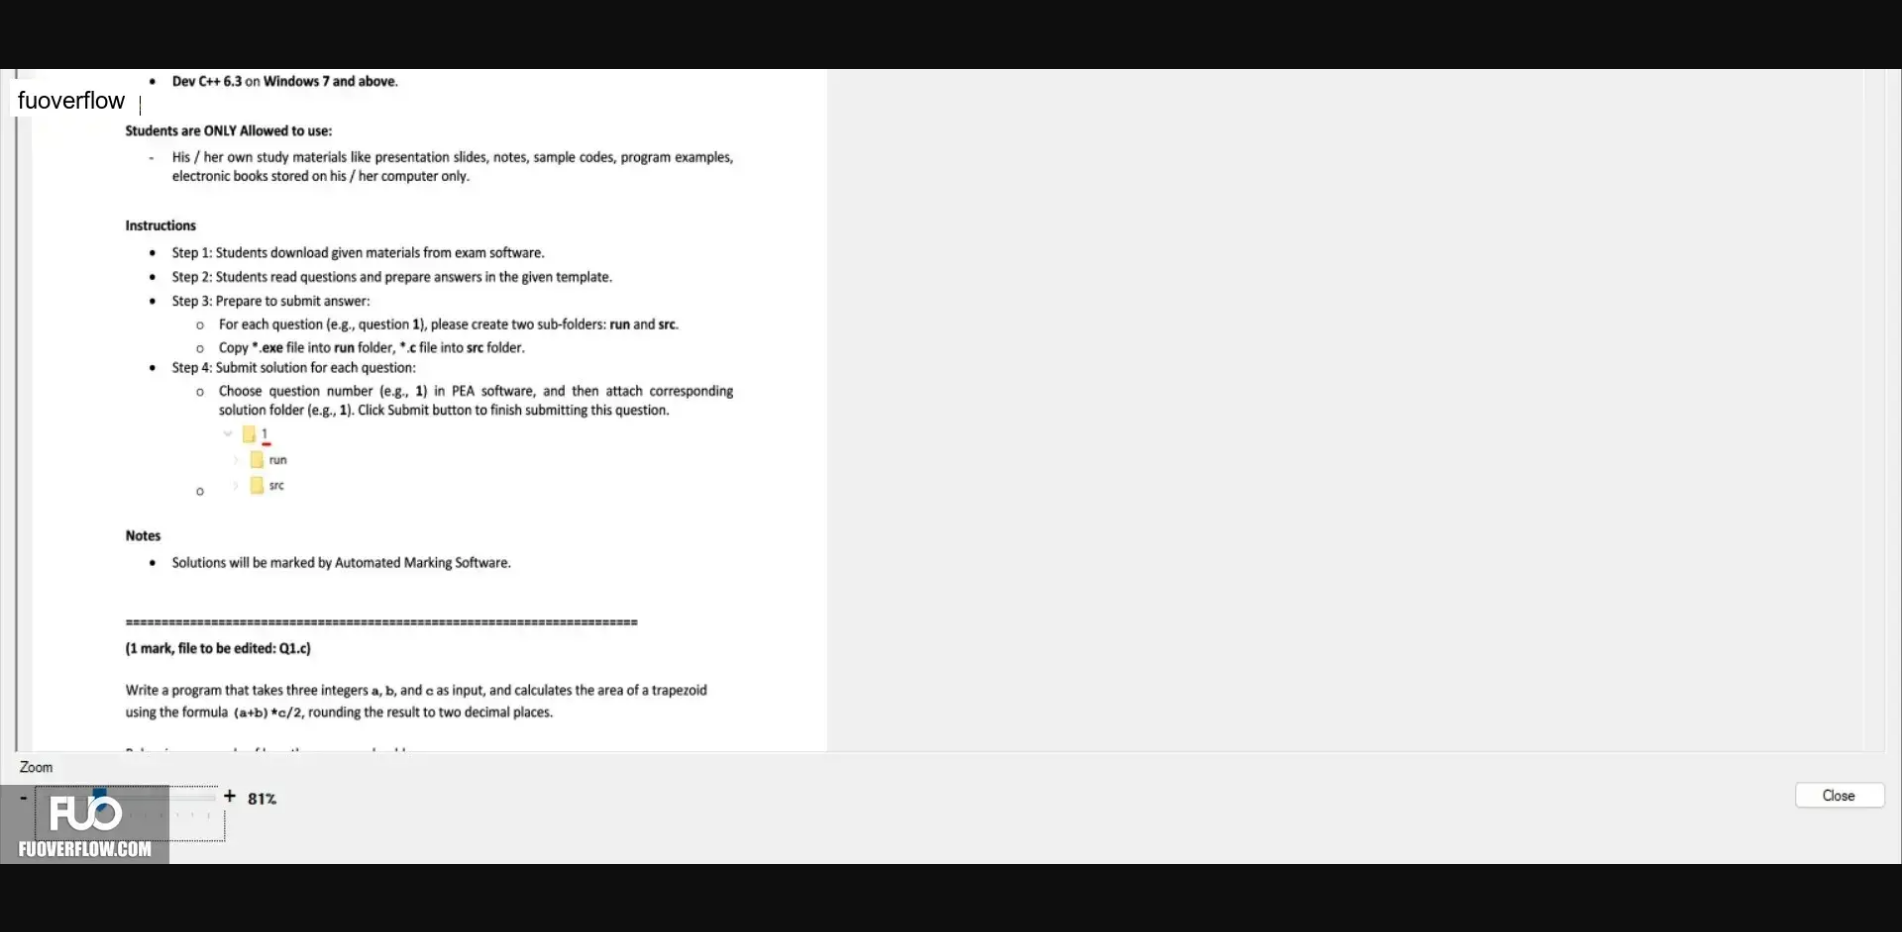 • Dev C++ 6.3 on Windows 7 and above.
fuoverflow
Students are ONLY Allowed to use:
- His / her own study materials like presentation slides, notes, sample codes, program examples,
electronic books stored on his / her computer only.
Instructions
• Step 1: Students download given materials from exam software.
• Step 2: Students read questions and prepare answers in the given template.
• Step 3: Prepare to submit answer:
o For each question (e.g., question 1), please create two sub-folders: run and src.
o Copy *.exe file into run folder, *.c file into src folder.
• Step 4: Submit solution for each question:
o Choose question number (e.g., 1) in PEA software, and then attach corresponding
solution folder (e.g., 1). Click Submit button to finish submitting this question.
1
run
o src
Notes
• Solutions will be marked by Automated Marking Software.
=======================================================================
(1 mark, file to be edited: Q1.c)
Write a program that takes three integers a, b, and c as input, and calculates the area of a trapezoid
using the formula (a+b)*c/2, rounding the result to two decimal places.
Zoom
- + 81%
Close
FUO
FUOVERFLOW.COM